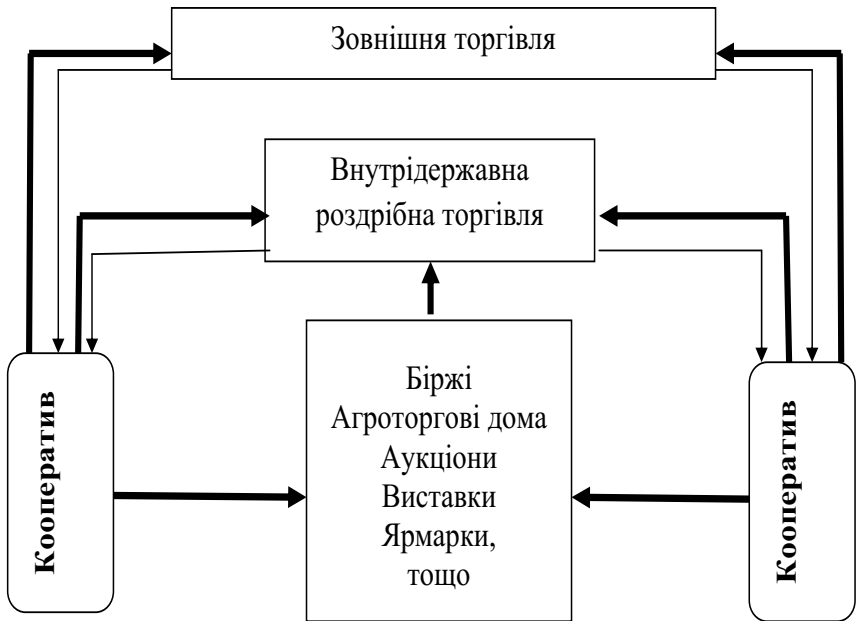 Зовнішня торгівля
Внутрідержавна
роздрібна торгівля
Біржі
Агроторгові дома
Аукціони
Виставки
Ярмарки,
тощо
Кооператив
Кооператив